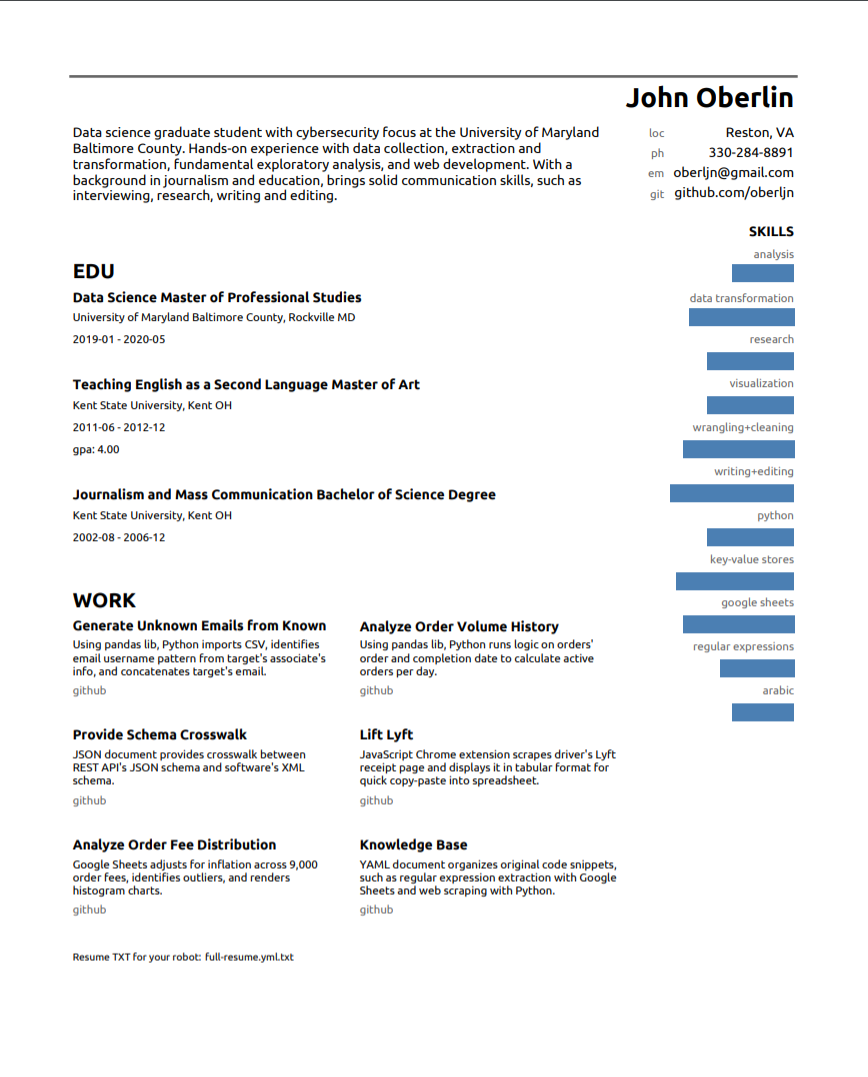 John Oberlin
Data science graduate student with cybersecurity focus at the University of Maryland
Baltimore County. Hands-on experience with data collection, extraction and
transformation, fundamental exploratory analysis, and web development. With a
background in journalism and education, brings solid communication skills, such as
interviewing, research, writing and editing.
loc Reston, VA
ph 330-284-8891
em oberljn@gmail.com
git github.com/oberljn
EDU
Data Science Master of Professional Studies
University of Maryland Baltimore County, Rockville MD
2019-01 - 2020-05
Teaching English as a Second Language Master of Art
Kent State University, Kent OH
2011-06 - 2012-12
gpa: 4.00
Journalism and Mass Communication Bachelor of Science Degree
Kent State University, Kent OH
2002-08 - 2006-12
WORK
Generate Unknown Emails from Known
Using pandas lib, Python imports CSV, identifies
email username pattern from target's associate's
info, and concatenates target's email.
github
Analyze Order Volume History
Using pandas lib, Python runs logic on orders'
order and completion date to calculate active
orders per day.
github
Provide Schema Crosswalk
JSON document provides crosswalk between
REST API's JSON schema and software's XML
schema.
github
Lift Lyft
JavaScript Chrome extension scrapes driver's Lyft
receipt page and displays it in tabular format for
quick copy-paste into spreadsheet.
github
Analyze Order Fee Distribution
Google Sheets adjusts for inflation across 9,000
order fees, identifies outliers, and renders
histogram charts.
github
Knowledge Base
YAML document organizes original code snippets,
such as regular expression extraction with Google
Sheets and web scraping with Python.
github
Resume TXT for your robot: full-resume.yml.txt
SKILLS
analysis
data transformation
research
visualization
wrangling+cleaning
writing+editing
python
key-value stores
google sheets
regular expressions
arabic